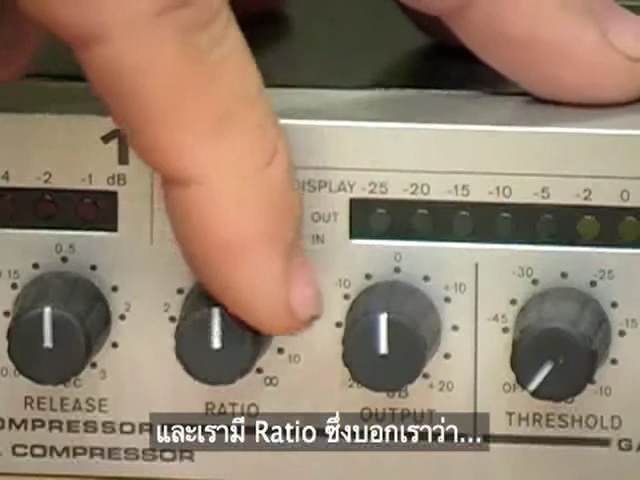 1
4 -2 -1 dB
DISPLAY -25 -20 -15 -10 -5 -2 0
OUT
IN
0.5 0 -30 -25
15 2 2 -10 +10 -45 -15
3 10 ∞ +20 -10
RELEASE RATIO OUTPUT THRESHOLD
OMPRESSOR
COMPRESSOR
และเรามี Ratio ซึ่งบอกเราว่า...